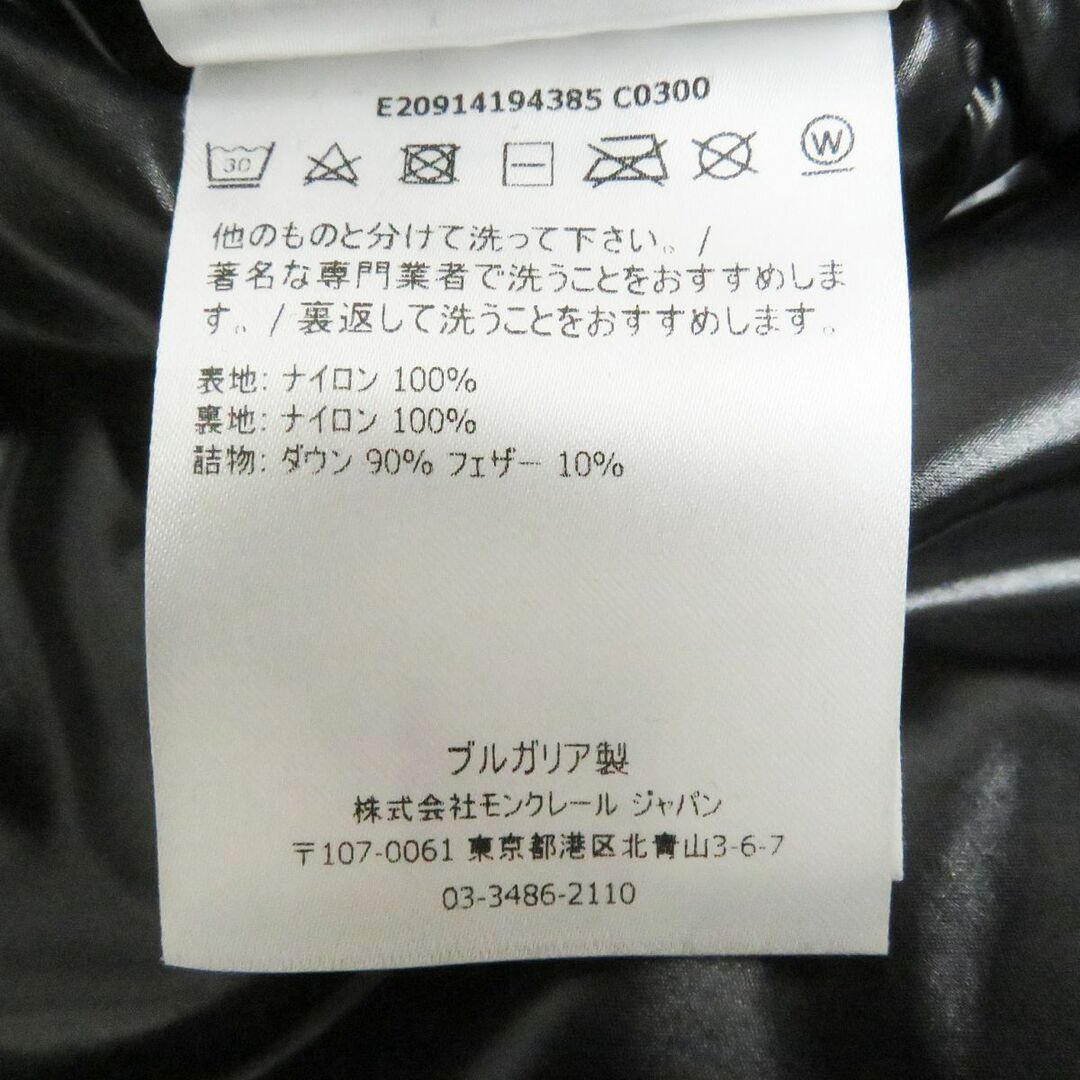 E20914194385 C0300
30 W
他のものと分けて洗って下さい。/
著名な専門業者で洗うことをおすすめしま
す。/ 裏返して洗うことをおすすめします。
表地: ナイロン 100%
裏地: ナイロン 100%
詰物: ダウン 90% フェザー 10%
ブルガリア製
株式会社モンクレール ジャパン
〒107-0061 東京都港区北青山3-6-7
03-3486-2110